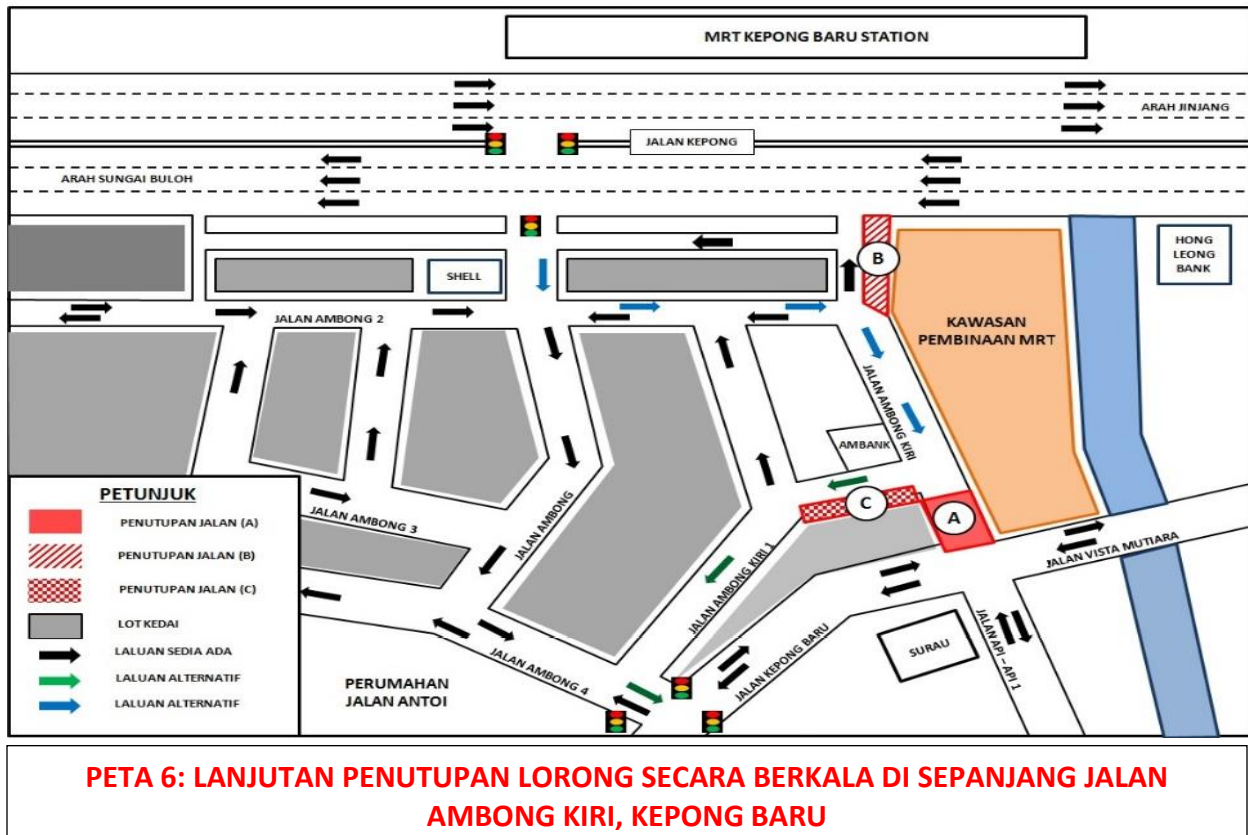 MRT KEPONG BARU STATION
ARAH JINJANG
JALAN KEPONG
ARAH SUNGAI BULOH
HONG
LEONG
BANK
B
SHELL
JALAN AMBONG 2
KAWASAN
PEMBINAAN MRT
JALAN AMBONG KIRI
AMBANK
C
A
JALAN AMBONG 3
JALAN AMBONG
JALAN VISTA MUTIARA
JALAN AMBONG KIRI 1
JALAN API – API 1
SURAU
JALAN KEPONG BARU
JALAN AMBONG 4
PERUMAHAN
JALAN ANTOI
PETUNJUK
PENUTUPAN JALAN (A)
PENUTUPAN JALAN (B)
PENUTUPAN JALAN (C)
LOT KEDAI
LALUAN SEDIA ADA
LALUAN ALTERNATIF
LALUAN ALTERNATIF
PETA 6: LANJUTAN PENUTUPAN LORONG SECARA BERKALA DI SEPANJANG JALAN
AMBONG KIRI, KEPONG BARU